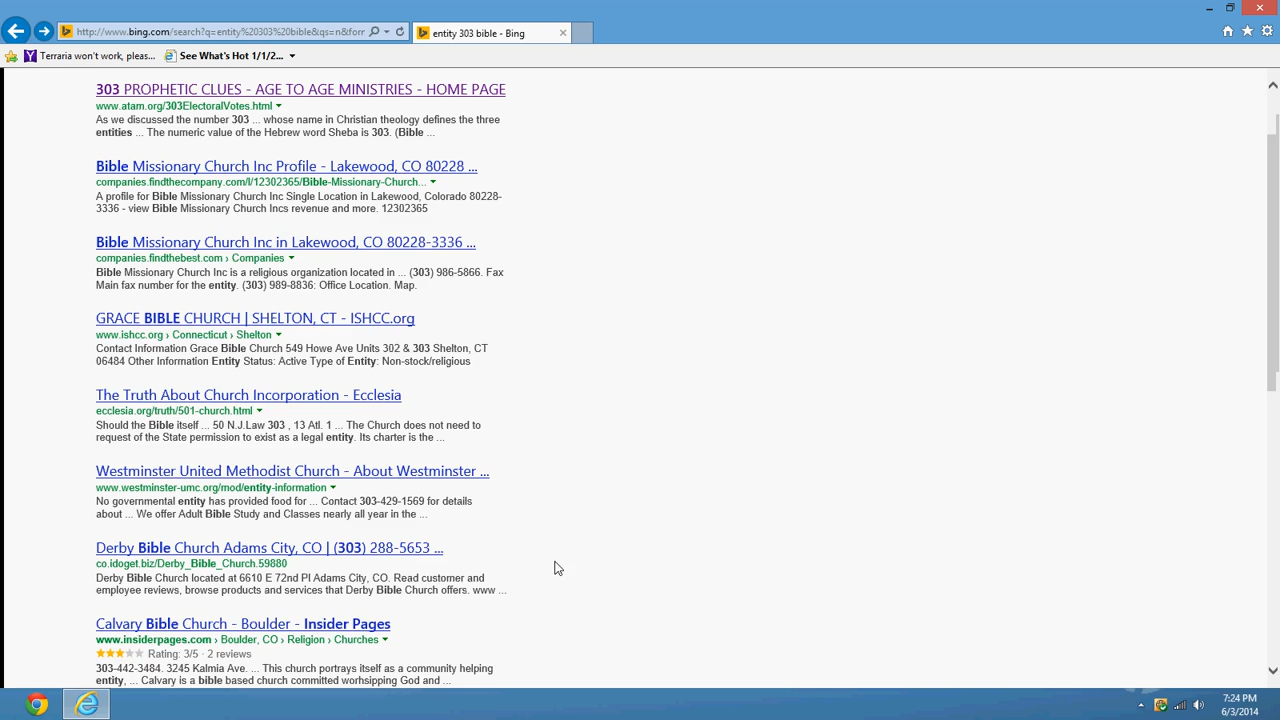 http://www.bing.com/search?q=entity%20303%20bible&qs=n&forr
entity 303 bible - Bing
Terraria won't work, pleas...
See What's Hot 1/1/2...
303 PROPHETIC CLUES - AGE TO AGE MINISTRIES - HOME PAGE
www.atam.org/303ElectoralVotes.html
As we discussed the number 303 ... whose name in Christian theology defines the three
entities ... The numeric value of the Hebrew word Sheba is 303. (Bible ...
Bible Missionary Church Inc Profile - Lakewood, CO 80228 ...
companies.findthecompany.com/l/12302365/Bible-Missionary-Church...
A profile for Bible Missionary Church Inc Single Location in Lakewood, Colorado 80228-
3336 - view Bible Missionary Church Incs revenue and more. 12302365
Bible Missionary Church Inc in Lakewood, CO 80228-3336 ...
companies.findthebest.com › Companies
Bible Missionary Church Inc is a religious organization located in ... (303) 986-5866. Fax
Main fax number for the entity. (303) 989-8836: Office Location. Map.
GRACE BIBLE CHURCH | SHELTON, CT - ISHCC.org
www.ishcc.org › Connecticut › Shelton
Contact Information Grace Bible Church 549 Howe Ave Units 302 & 303 Shelton, CT
06484 Other Information Entity Status: Active Type of Entity: Non-stock/religious
The Truth About Church Incorporation - Ecclesia
ecclesia.org/truth/501-church.html
Should the Bible itself ... 50 N.J.Law 303 , 13 Atl. 1 ... The Church does not need to
request of the State permission to exist as a legal entity. Its charter is the ...
Westminster United Methodist Church - About Westminster ...
www.westminster-umc.org/mod/entity-information
No governmental entity has provided food for ... Contact 303-429-1569 for details
about ... We offer Adult Bible Study and Classes nearly all year in the ...
Derby Bible Church Adams City, CO | (303) 288-5653 ...
co.idoget.biz/Derby_Bible_Church.59880
Derby Bible Church located at 6610 E 72nd Pl Adams City, CO. Read customer and
employee reviews, browse products and services that Derby Bible Church offers. www ...
Calvary Bible Church - Boulder - Insider Pages
www.insiderpages.com › Boulder, CO › Religion › Churches
Rating: 3/5 · 2 reviews
303-442-3484. 3245 Kalmia Ave. ... This church portrays itself as a community helping
entity, ... Calvary is a bible based church committed worhsipping God and ...
7:24 PM
6/3/2014